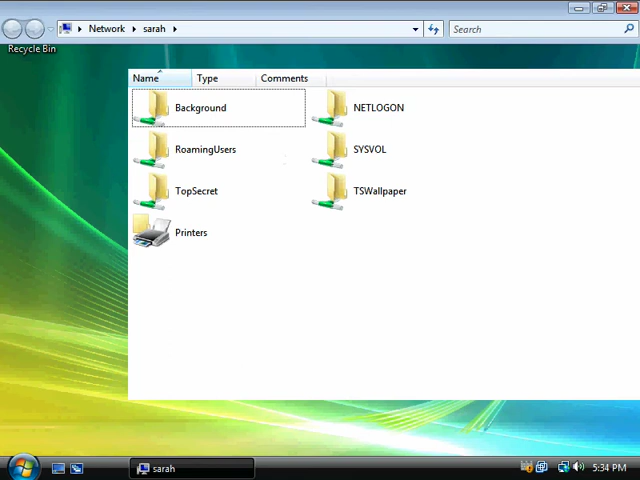 Network sarah
Search
Recycle Bin
Name Type Comments
Background NETLOGON
RoamingUsers SYSVOL
TopSecret TSWallpaper
Printers
sarah
5:34 PM